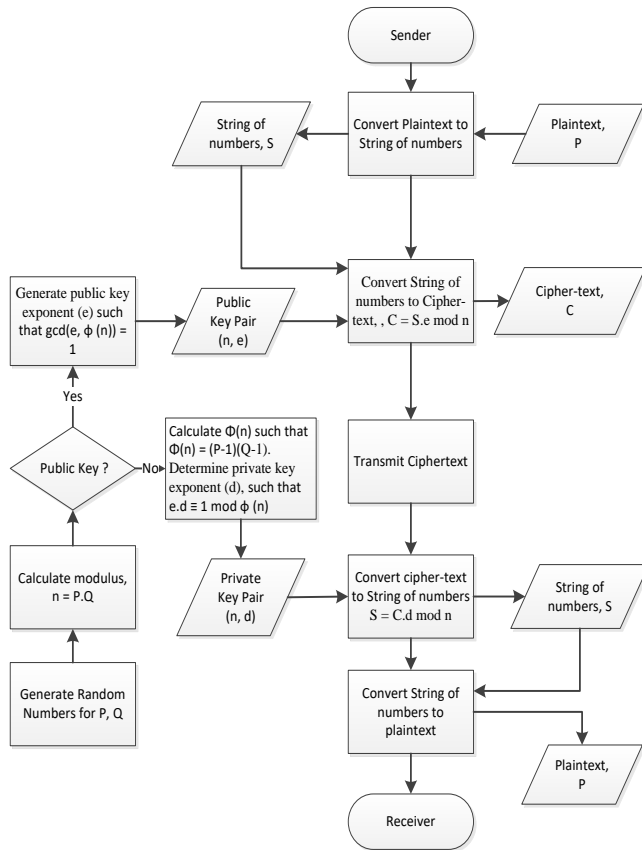 Sender
String of
numbers, S
Convert Plaintext to
String of numbers
Plaintext,
P
Generate public key
exponent (e) such
that gcd(e, ϕ (n)) =
1
Public
Key Pair
(n, e)
Convert String of
numbers to Cipher-
text, , C = S.e mod n
Cipher-text,
C
Yes
Public Key ?
No
Calculate Φ(n) such that
Φ(n) = (P-1)(Q-1).
Determine private key
exponent (d), such that
e.d ≡ 1 mod ϕ (n)
Transmit Ciphertext
Calculate modulus,
n = P.Q
Private
Key Pair
(n, d)
Convert cipher-text
to String of numbers
S = C.d mod n
String of
numbers, S
Generate Random
Numbers for P, Q
Convert String of
numbers to
plaintext
Plaintext,
P
Receiver